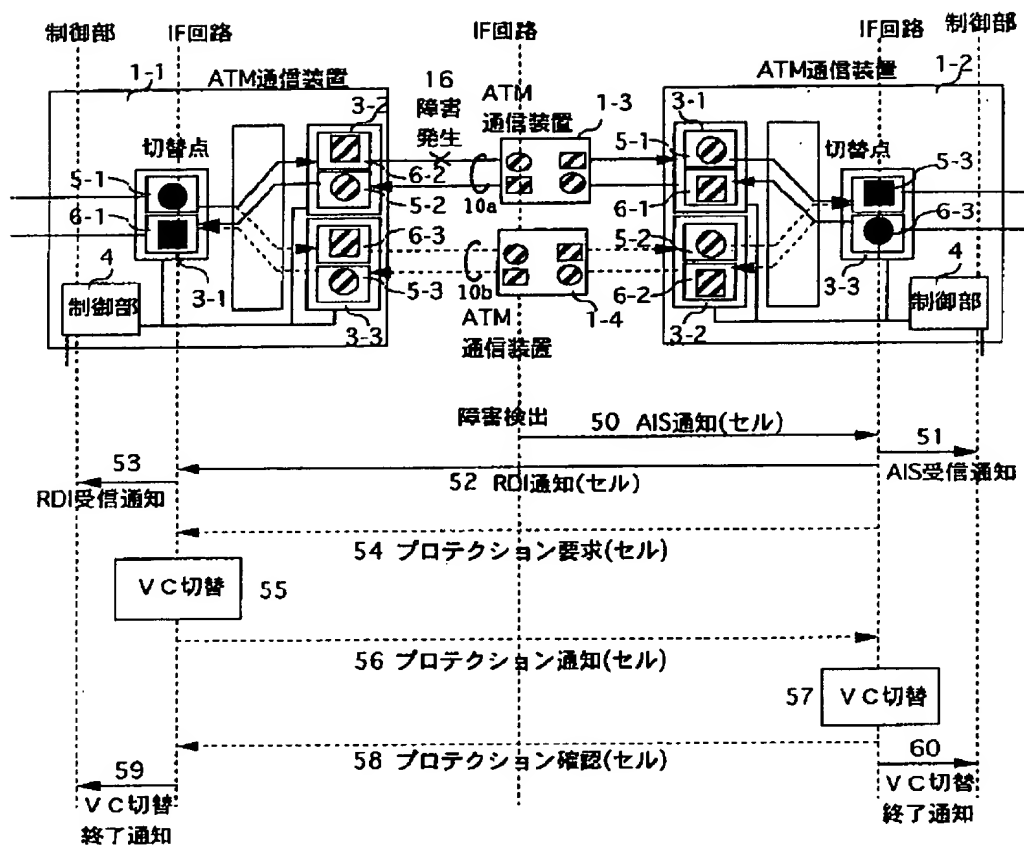 制御部 IF回路 IF回路 IF回路 制御部
1-1 ATM通信装置 16 障害発生 ATM通信装置 1-3 ATM通信装置 1-2
切替点 3-2 3-1 切替点
5-1 6-2 5-1 5-3
6-1 5-2 10a 6-1 6-3
6-3 5-2
4 制御部 3-1 5-3 10b 6-2 3-3 4 制御部
3-3 ATM通信装置 1-4 3-2
障害検出
50 AIS通知(セル)
51 AIS受信通知
52 RDI通知(セル)
53 RDI受信通知
54 プロテクション要求(セル)
VC切替 55
56 プロテクション通知(セル)
57 VC切替
58 プロテクション確認(セル)
59 VC切替
終了通知
60 VC切替
終了通知